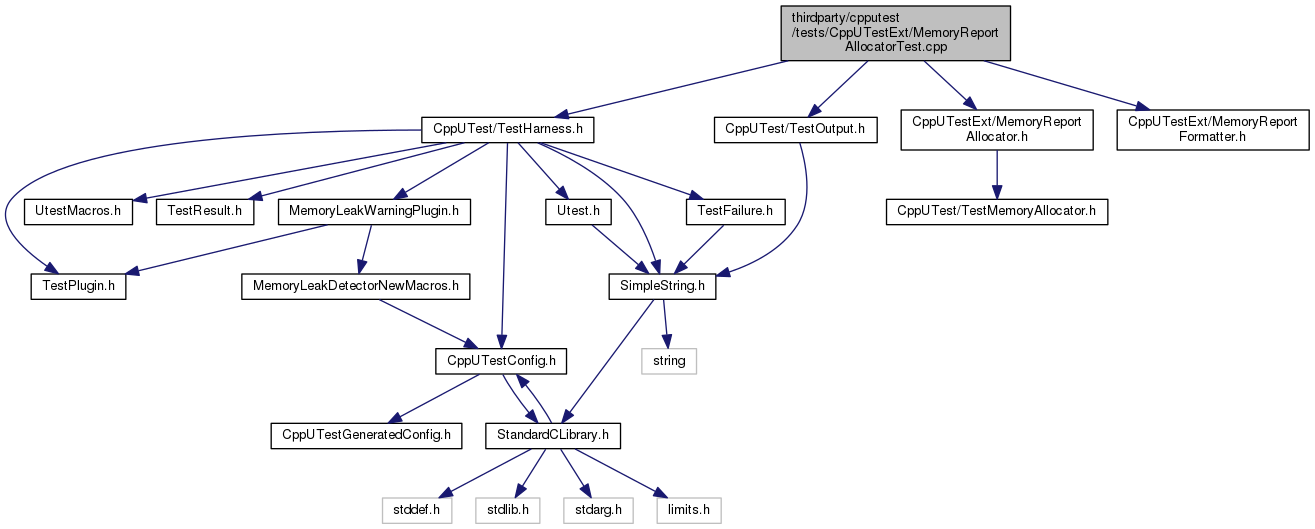 thirdparty/cpputest
/tests/CppUTestExt/MemoryReport
AllocatorTest.cpp
CppUTest/TestHarness.h
CppUTest/TestOutput.h
CppUTestExt/MemoryReport
Allocator.h
CppUTestExt/MemoryReport
Formatter.h
UtestMacros.h
TestResult.h
MemoryLeakWarningPlugin.h
Utest.h
TestFailure.h
CppUTest/TestMemoryAllocator.h
TestPlugin.h
MemoryLeakDetectorNewMacros.h
SimpleString.h
CppUTestConfig.h
string
CppUTestGeneratedConfig.h
StandardCLibrary.h
stddef.h
stdlib.h
stdarg.h
limits.h